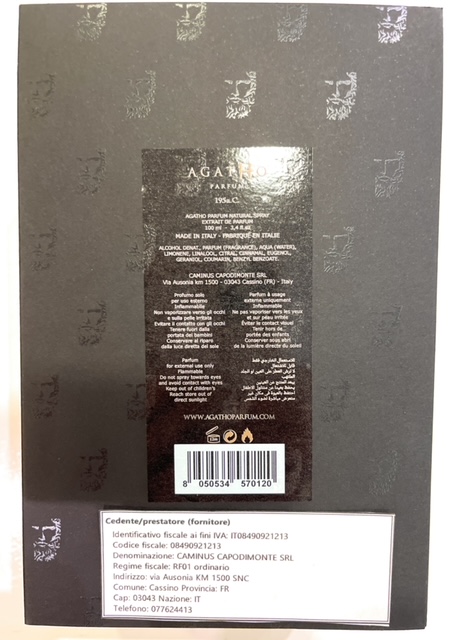 AGATHO
PARFUM
195a.C.
AGATHO PARFUM NATURAL SPRAY
EXTRAIT DE PARFUM
100 ml - 3,4 fl.oz
MADE IN ITALY - FABRIQUÉ EN ITALIE
ALCOHOL DENAT., PARFUM (FRAGRANCE), AQUA (WATER),
LIMONENE, LINALOOL, CITRAL, CINNAMAL, EUGENOL,
GERANIOL, COUMARIN, BENZYL BENZOATE.
CAMINUS CAPODIMONTE SRL
Via Ausonia km 1500 - 03043 Cassino (FR) - Italy
Profumo solo
per uso esterno
Infiammabile
Non vaporizzare verso gli occhi
e sulla pelle irritata
Evitare il contatto con gli occhi
Tenere fuori dalla
portata dei bambini
Conservare al riparo
dalla luce diretta del sole
Parfum à usage
externe uniquement
Inflammable
Ne pas vaporiser vers les yeux
et sur peau irritée
Eviter le contact visuel
Tenir hors de
portée des enfants
Conserver sous abri
de la lumière directe du soleil
Parfum
for external use only
Flammable
Do not spray towards eyes
and avoid contact with eyes
Keep out of children's
Reach store out of
direct sunlight
WWW.AGATHOPARFUM.COM
8 050534 570120
Cedente/prestatore (fornitore)
Identificativo fiscale ai fini IVA: IT08490921213
Codice fiscale: 08490921213
Denominazione: CAMINUS CAPODIMONTE SRL
Regime fiscale: RF01 ordinario
Indirizzo: via Ausonia KM 1500 SNC
Comune: Cassino Provincia: FR
Cap: 03043 Nazione: IT
Telefono: 077624413